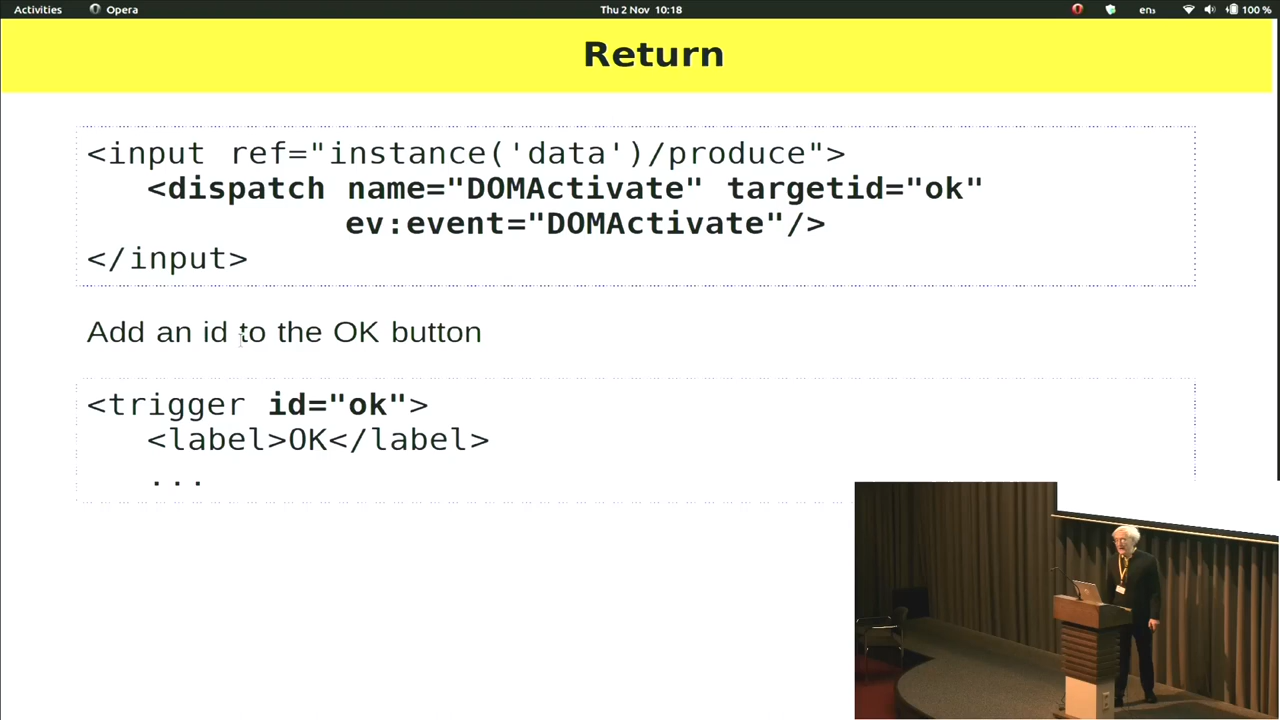 Activities Opera Thu 2 Nov 10:18 en₃ 100 %
Return
<input ref="instance('data')/produce">
<dispatch name="DOMActivate" targetid="ok"
ev:event="DOMActivate"/>
</input>
Add an id to the OK button
<trigger id="ok">
<label>OK</label>
...